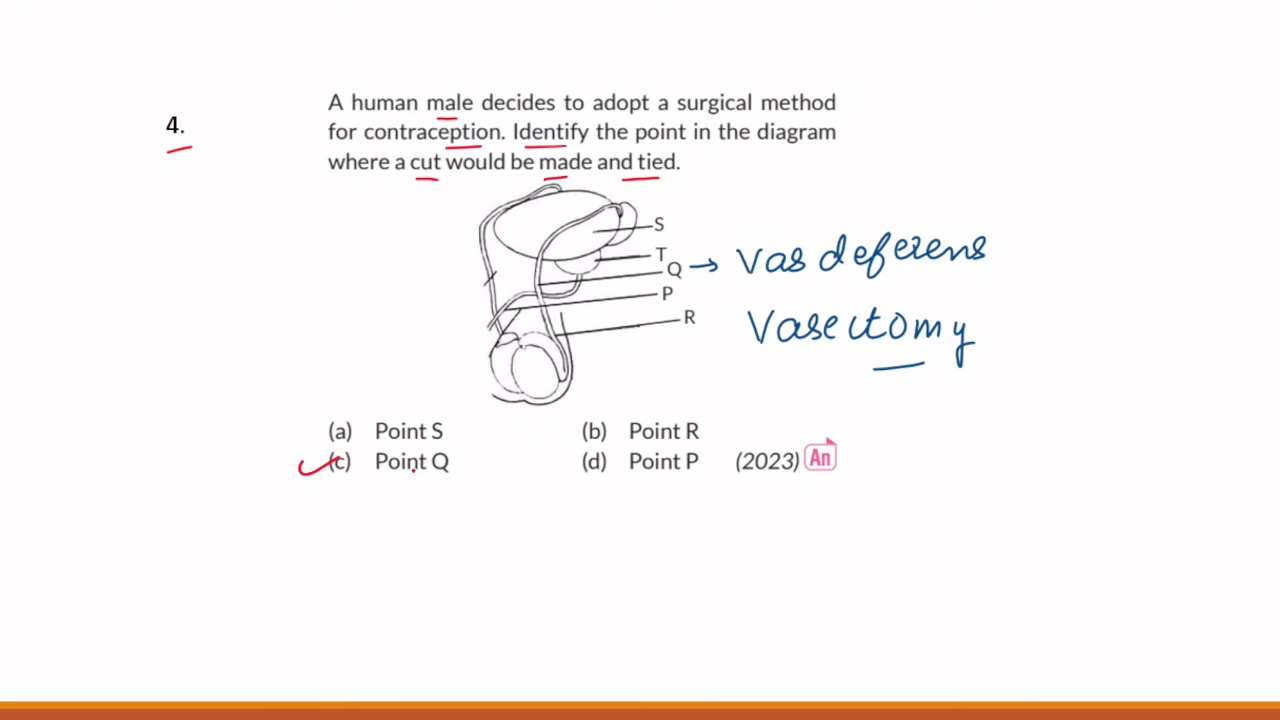 4.
A human male decides to adopt a surgical method
for contraception. Identify the point in the diagram
where a cut would be made and tied.
S
T
Q → Vas deferens
P
R
Vasectomy
(a) Point S (b) Point R
(c) Point Q (d) Point P (2023) An